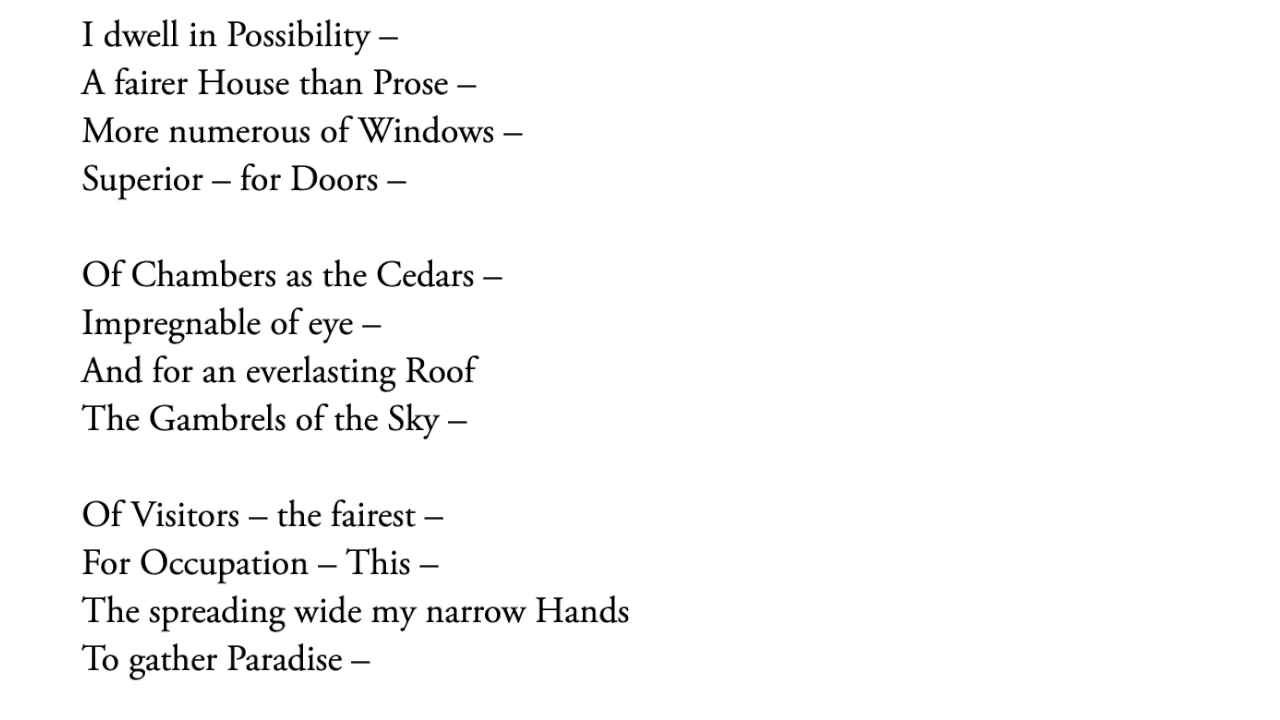 I dwell in Possibility –
A fairer House than Prose –
More numerous of Windows –
Superior – for Doors –

Of Chambers as the Cedars –
Impregnable of eye –
And for an everlasting Roof
The Gambrels of the Sky –

Of Visitors – the fairest –
For Occupation – This –
The spreading wide my narrow Hands
To gather Paradise –